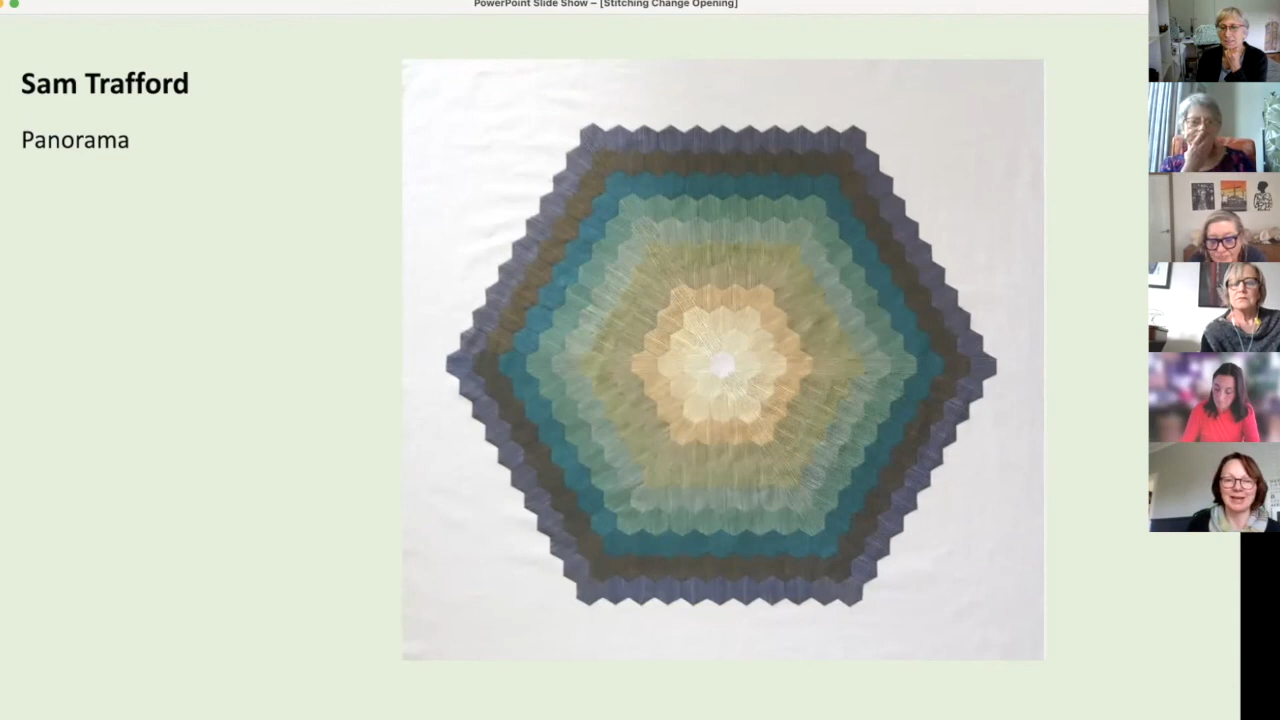 PowerPoint Slide Show – [Stitching Change Opening]
Sam Trafford
Panorama